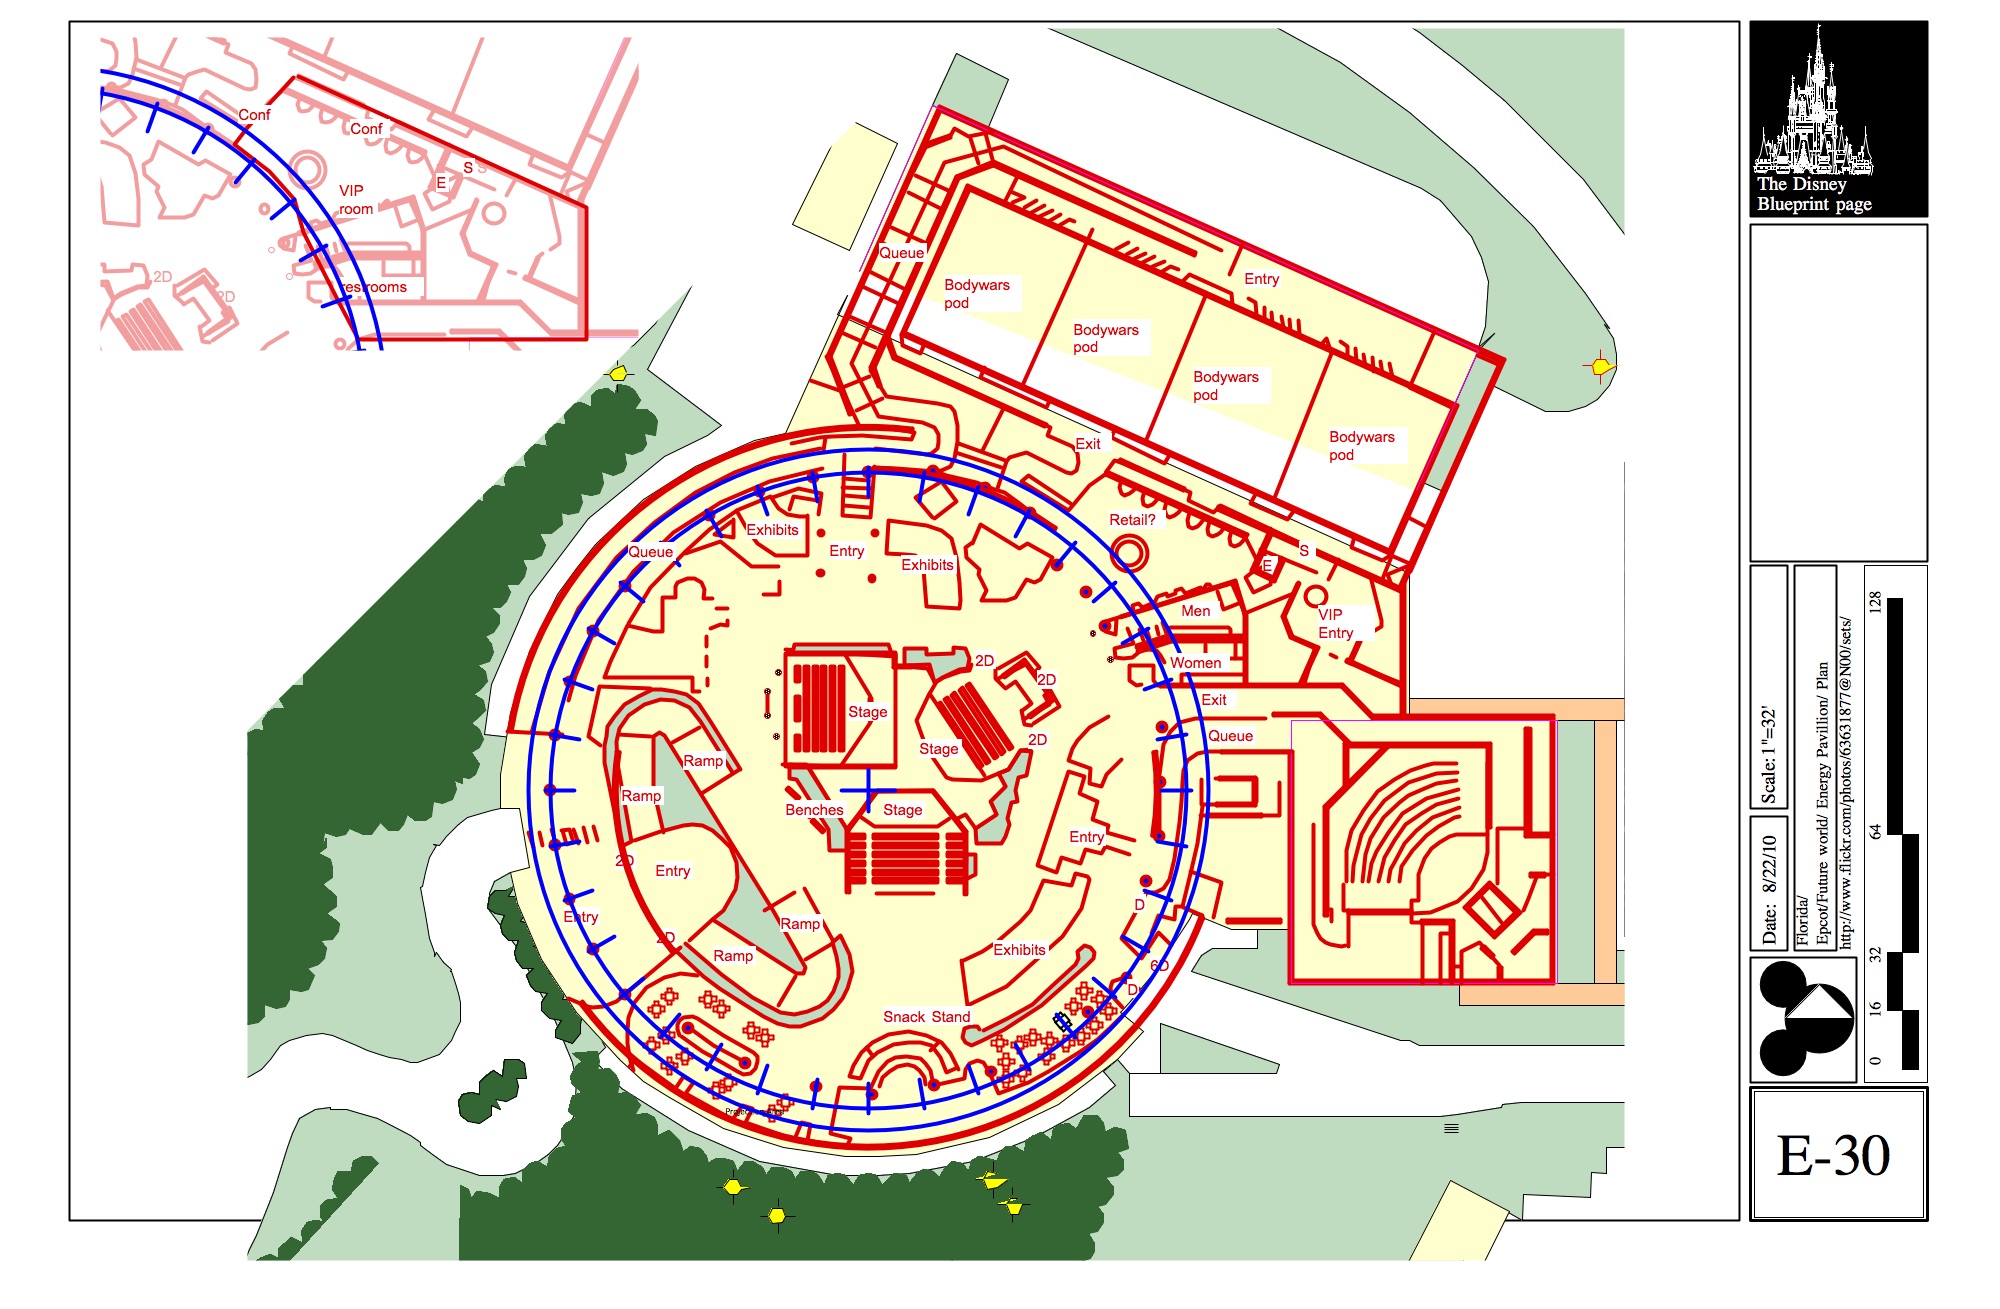 Conf
Conf
S S
E
VIP
room
2D
2D
restrooms
Queue
Entry
Bodywars
pod
Bodywars
pod
Bodywars
pod
Bodywars
pod
Exit
Retail?
Exhibits
Queue
Entry
Exhibits
S
E
Men
VIP
Entry
Women
2D
2D
Exit
Stage
Stage
2D
Queue
Ramp
Ramp
Benches
Stage
Entry
2D
Entry
D
Entry
Ramp
2D
Ramp
Exhibits
6D
D
Snack Stand
The Disney
Blueprint page
Scale: 1"=32'
Date: 8/22/10
Florida/
Epcot/Future world/ Energy Pavillion/ Plan
http://www.flickr.com/photos/63631877@N00/sets/
128
64
32
16
0
E-30